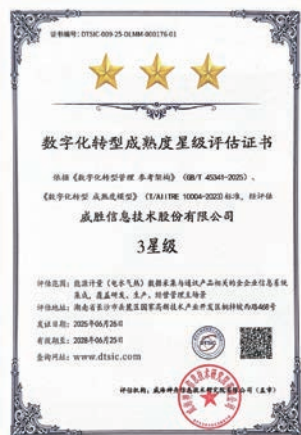 证书编号：DTSIC-009-25-DLMM-000176-01
数字化转型成熟度星级评估证书
依据《数字化转型管理 参考架构》（GB/T 45341-2025）、
《数字化转型 成熟度模型》（T/AIITRE 10004-2023）标准，经评估
威胜信息技术股份有限公司
3星级
评估范围：能源计量（电水气热）数据采集与通讯产品相关的全企业信息系统
集成，覆盖研发、生产、经营管理主场景
评估地址：湖南省长沙市岳麓区国家高新技术产业开发区桐梓坡西路468号
发证日期：2025年06月26日
有效期至：2028年06月25日
查询网站：www.dtsic.com